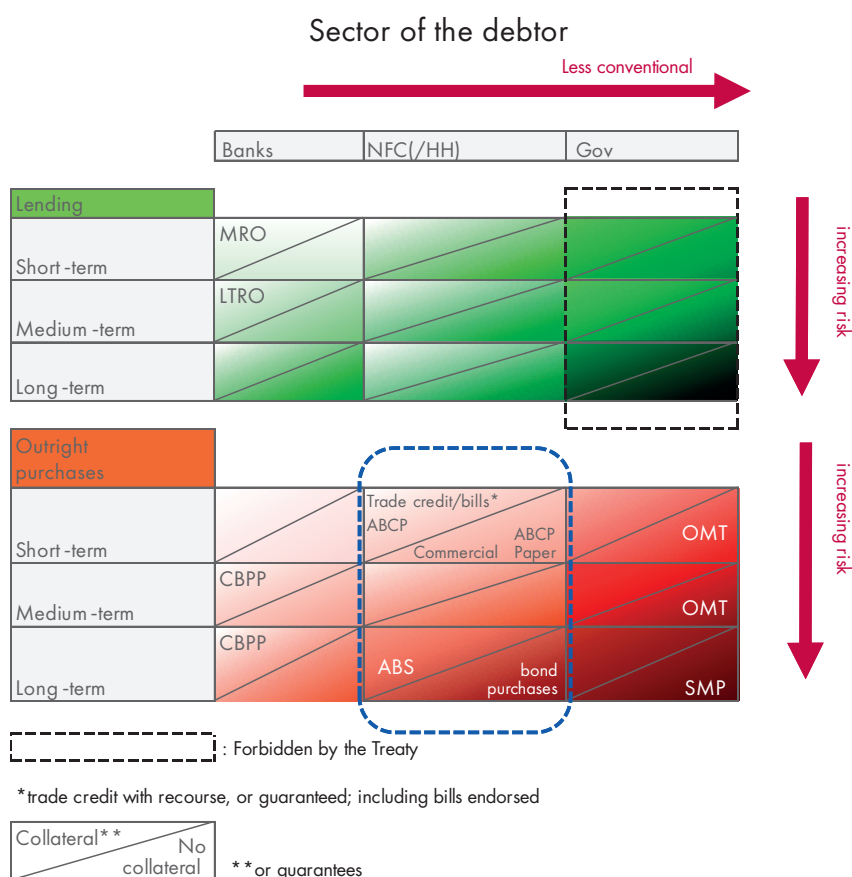 Sector of the debtor
Less conventional
Banks
NFC(/HH)
Gov
Lending
increasing risk
MRO
Short -term
LTRO
Medium -term
Long -term
Outright
purchases
increasing risk
Trade credit/bills*
ABCP
ABCP
Commercial Paper
OMT
Short -term
CBPP
OMT
Medium -term
CBPP
ABS
bond
purchases
SMP
Long -term
: Forbidden by the Treaty
*trade credit with recourse, or guaranteed; including bills endorsed
Collateral**
No
collateral
**or guarantees